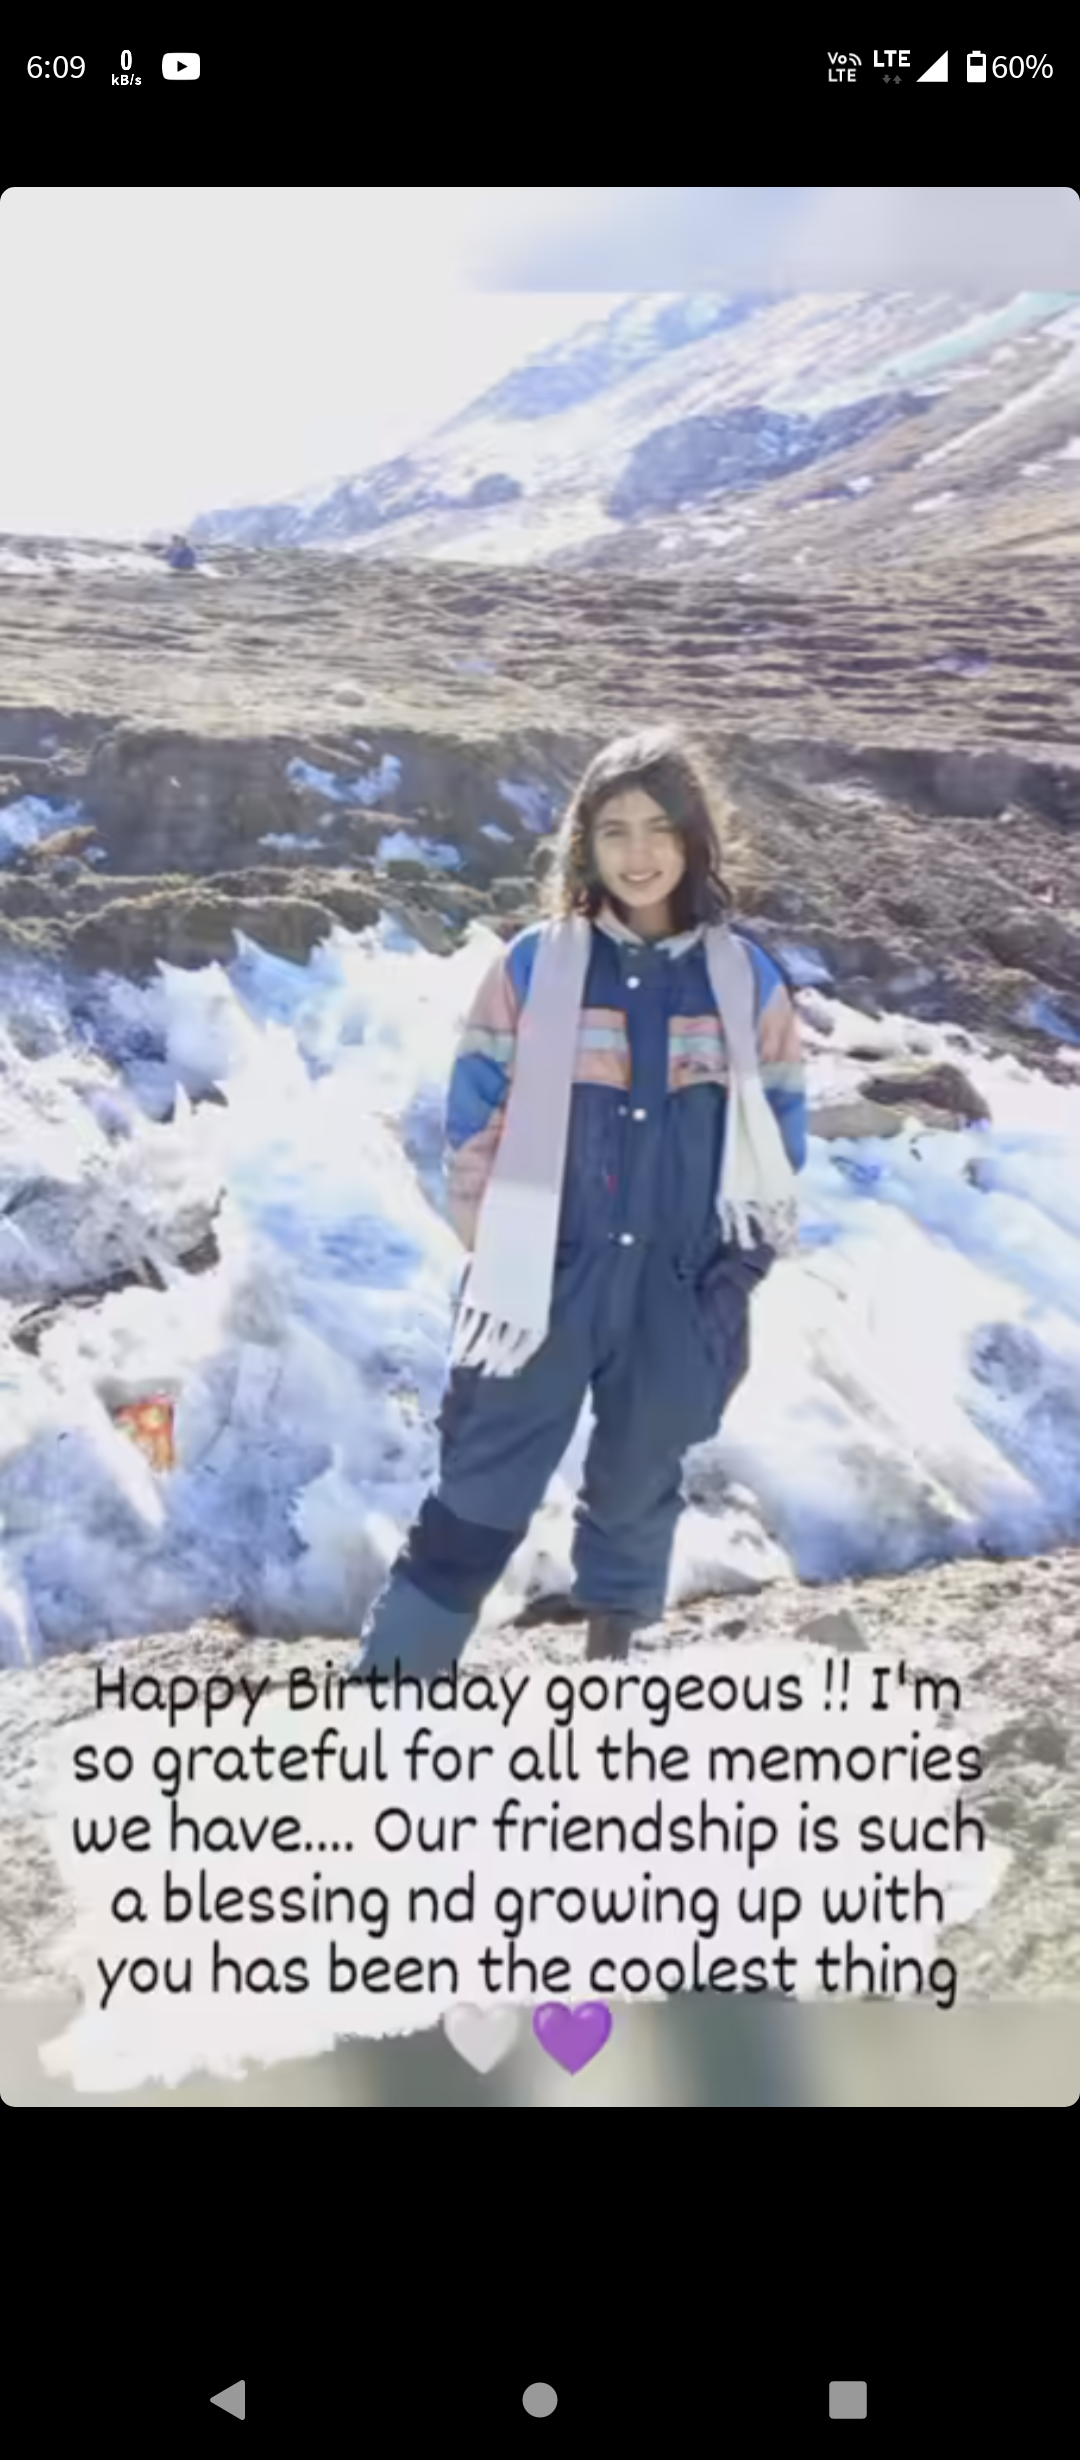 6:09 0 kB/s Vo LTE LTE 60%
Happy Birthday gorgeous !! I'm
so grateful for all the memories
we have.... Our friendship is such
a blessing nd growing up with
you has been the coolest thing
🤍💜